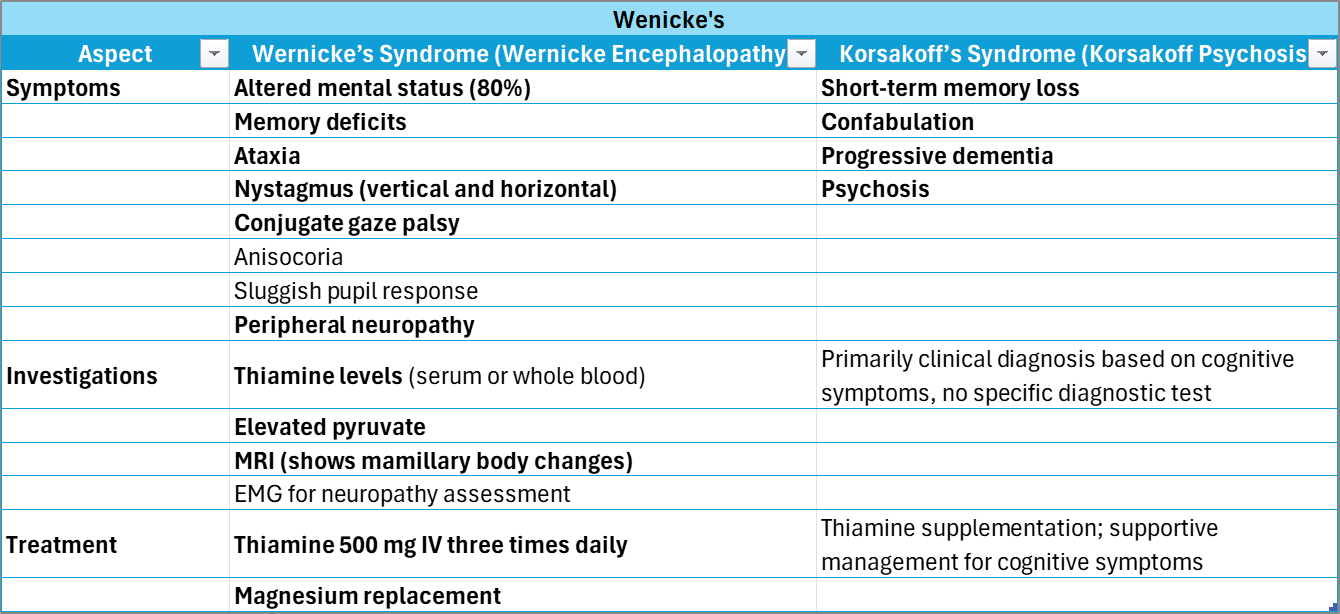 Wenicke's
Aspect Wernicke’s Syndrome (Wernicke Encephalopathy Korsakoff’s Syndrome (Korsakoff Psychosis
Symptoms Altered mental status (80%) Short-term memory loss
Memory deficits Confabulation
Ataxia Progressive dementia
Nystagmus (vertical and horizontal) Psychosis
Conjugate gaze palsy
Anisocoria
Sluggish pupil response
Peripheral neuropathy
Investigations Thiamine levels (serum or whole blood) Primarily clinical diagnosis based on cognitive
symptoms, no specific diagnostic test
Elevated pyruvate
MRI (shows mamillary body changes)
EMG for neuropathy assessment
Treatment Thiamine 500 mg IV three times daily Thiamine supplementation; supportive
management for cognitive symptoms
Magnesium replacement